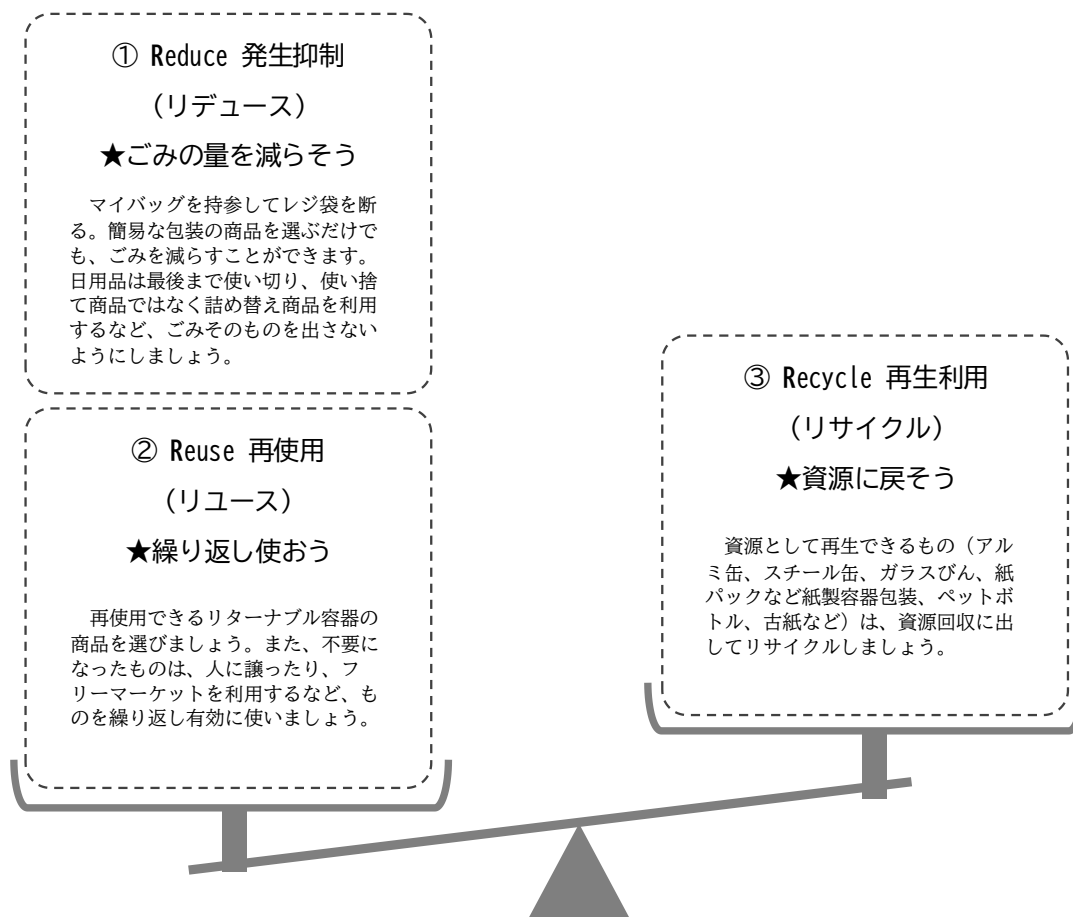 ① Reduce 発生抑制
(リデュース)
★ごみの量を減らそう
マイバッグを持参してレジ袋を断
る。簡易な包装の商品を選ぶだけで
も、ごみを減らすことができます。
日用品は最後まで使い切り、使い捨
て商品ではなく詰め替え商品を利用
するなど、ごみそのものを出さない
ようにしましょう。
② Reuse 再使用
(リユース)
★繰り返し使おう
再使用できるリターナブル容器の
商品を選びましょう。また、不要に
なったものは、人に譲ったり、フ
リーマーケットを利用するなど、も
のを繰り返し有効に使いましょう。
③ Recycle 再生利用
(リサイクル)
★資源に戻そう
資源として再生できるもの(アル
ミ缶、スチール缶、ガラスびん、紙
パックなど紙製容器包装、ペットボ
トル、古紙など)は、資源回収に出
してリサイクルしましょう。